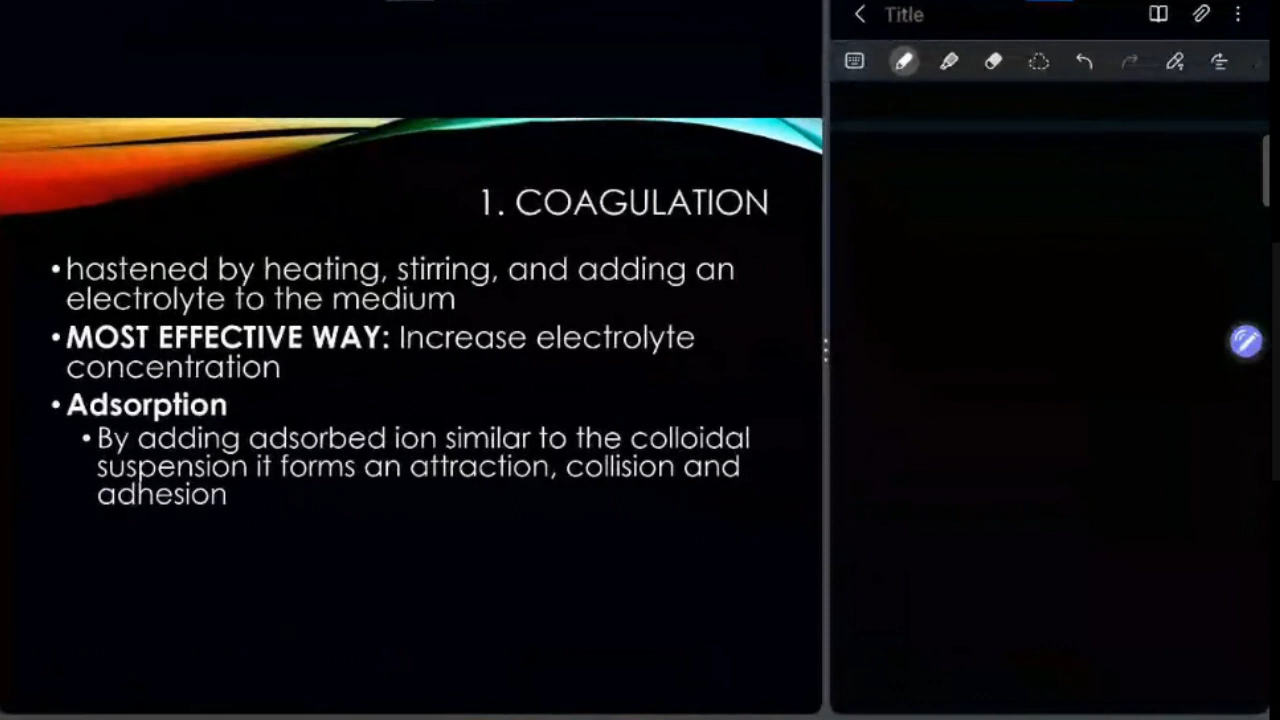 Title
1. COAGULATION
•hastened by heating, stirring, and adding an
electrolyte to the medium
•MOST EFFECTIVE WAY: Increase electrolyte
concentration
•Adsorption
•By adding adsorbed ion similar to the colloidal
suspension it forms an attraction, collision and
adhesion